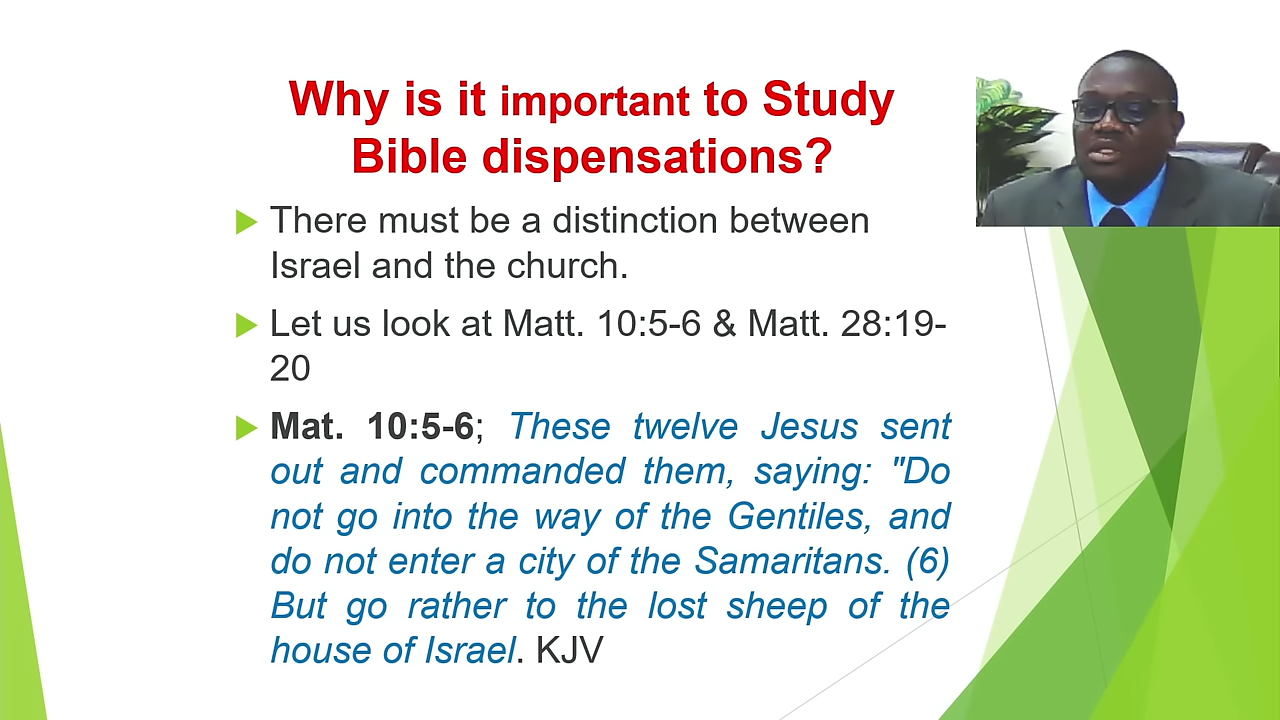 Why is it important to Study
Bible dispensations?
There must be a distinction between
Israel and the church.
Let us look at Matt. 10:5-6 & Matt. 28:19-
20
Mat. 10:5-6; These twelve Jesus sent
out and commanded them, saying: "Do
not go into the way of the Gentiles, and
do not enter a city of the Samaritans. (6)
But go rather to the lost sheep of the
house of Israel. KJV